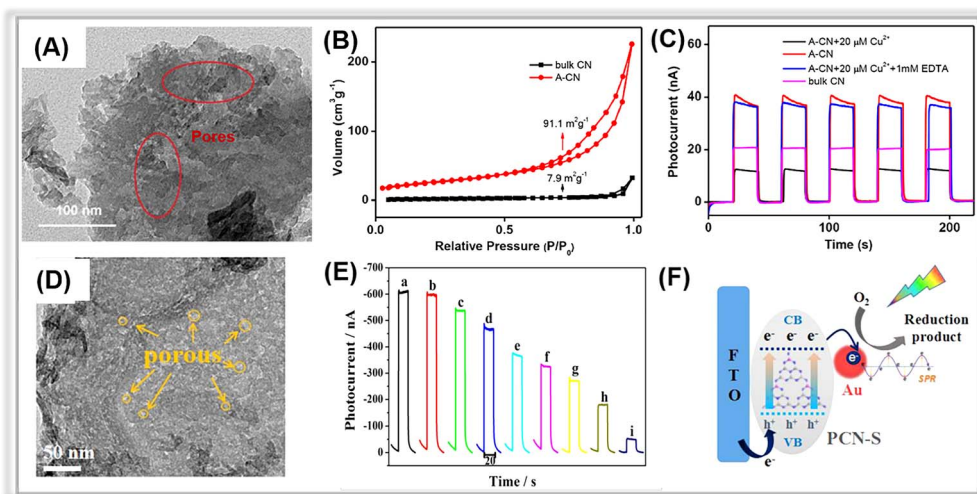 (A)
Pores
100 nm
(B)
Volume (cm³ g⁻¹)
200
100
0
bulk CN
A-CN
91.1 m²g⁻¹
7.9 m²g⁻¹
0.0
0.5
1.0
Relative Pressure (P/P₀)
(C)
Photocurrent (nA)
60
40
20
0
A-CN+20 μM Cu²⁺
A-CN
A-CN+20 μM Cu²⁺+1mM EDTA
bulk CN
0
100
200
Time (s)
(D)
porous
50 nm
(E)
Photocurrent / nA
-700
-600
-500
-400
-300
-200
-100
0
a
b
c
d
e
f
g
h
i
20
Time / s
(F)
FTO
CB
e⁻ e⁻ e⁻
h⁺ h⁺ h⁺
VB
e⁻
PCN-S
e⁻
Au
O₂
Reduction
product
SPR